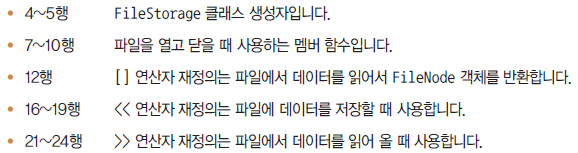 • 4~5행 FileStorage 클래스 생성자입니다.
• 7~10행 파일을 열고 닫을 때 사용하는 멤버 함수입니다.
• 12행 [ ] 연산자 재정의는 파일에서 데이터를 읽어서 FileNode 객체를 반환합니다.
• 16~19행 << 연산자 재정의는 파일에 데이터를 저장할 때 사용합니다.
• 21~24행 >> 연산자 재정의는 파일에서 데이터를 읽어 올 때 사용합니다.